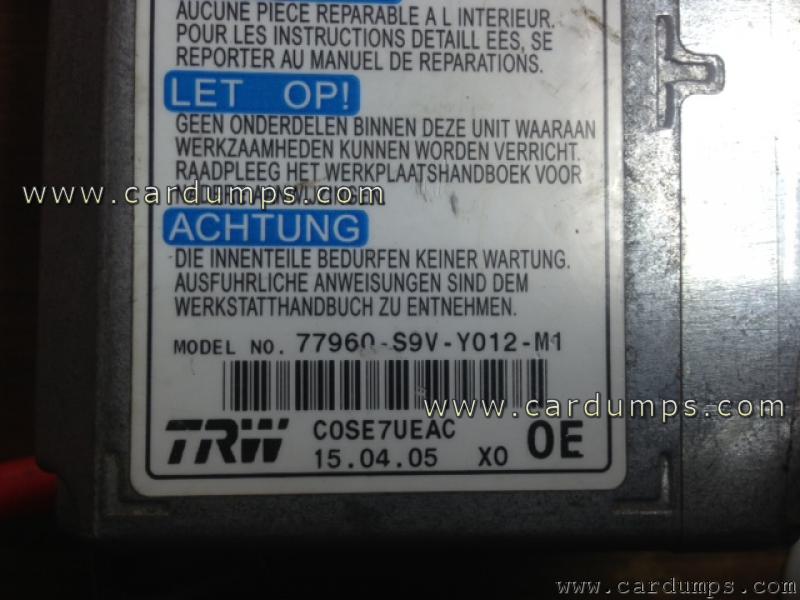 AUCUNE PIECE REPARABLE A L INTERIEUR.
POUR LES INSTRUCTIONS DETAILL EES, SE
REPORTER AU MANUEL DE REPARATIONS.
LET OP!
GEEN ONDERDELEN BINNEN DEZE UNIT WAARAAN
WERKZAAMHEDEN KUNNEN WORDEN VERRICHT.
RAADPLEEG HET WERKPLAATSHANDBOEK VOOR
www.cardumps.com
ACHTUNG
DIE INNENTEILE BEDURFEN KEINER WARTUNG.
AUSFUHRLICHE ANWEISUNGEN SIND DEM
WERKSTATTHANDBUCH ZU ENTNEHMEN.
MODEL NO. 77960-S9V-Y012-M1
www.cardumps.com
TRW C0SE7UEAC 0E
15.04.05 X0
www.cardumps.com